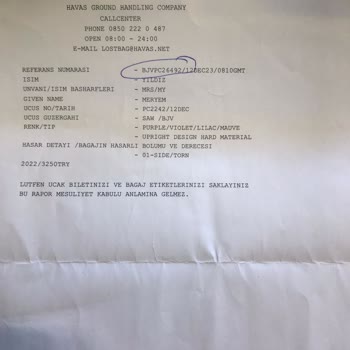 HAVAS GROUND HANDLING COMPANY
CALLCENTER
PHONE 0850 222 0 487
OPEN 08:00 - 24:00
E-MAIL LOSTBAG@HAVAS.NET
REFERANS NUMARASI - BJVPC26492/12DEC23/0810GMT
ISIM - YILDIZ
UNVANI/ISIM BASHARFLERI - MRS/MY
GIVEN NAME - MERYEM
UCUS NO/TARIH - PC2242/12DEC
UCUS GUZERGAHI - SAW /BJV
RENK/TIP - PURPLE/VIOLET/LILAC/MAUVE
- UPRIGHT DESIGN HARD MATERIAL
HASAR DETAYI /BAGAJIN HASARLI BOLUMU VE DERECESI
- 01-SIDE/TORN
2022/3250TRY
LUTFEN UCAK BILETINIZI VE BAGAJ ETIKETLERINIZI SAKLAYINIZ
BU RAPOR MESULIYET KABULU ANLAMINA GELMEZ.